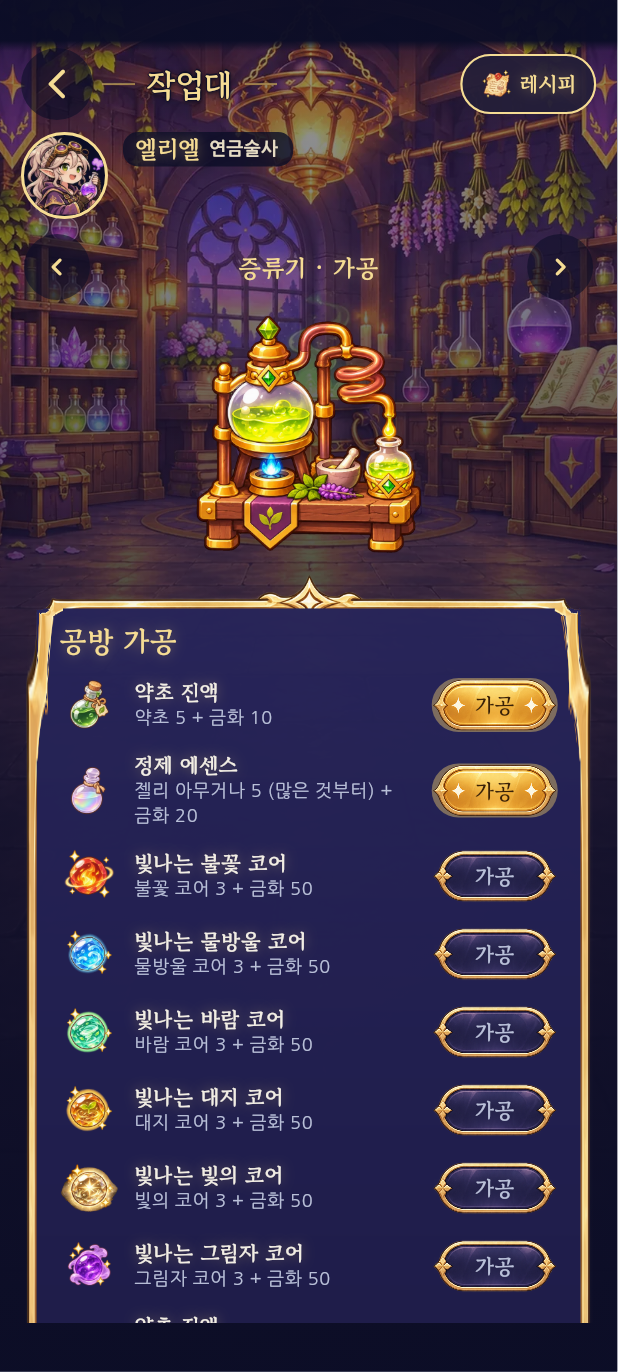 작업대
레시피
엘리엘 연금술사
증류기 · 가공
공방 가공
약초 진액
약초 5 + 금화 10
가공
정제 에센스
젤리 아무거나 5 (많은 것부터) +
금화 20
가공
빛나는 불꽃 코어
불꽃 코어 3 + 금화 50
가공
빛나는 물방울 코어
물방울 코어 3 + 금화 50
가공
빛나는 바람 코어
바람 코어 3 + 금화 50
가공
빛나는 대지 코어
대지 코어 3 + 금화 50
가공
빛나는 빛의 코어
빛의 코어 3 + 금화 50
가공
빛나는 그림자 코어
그림자 코어 3 + 금화 50
가공